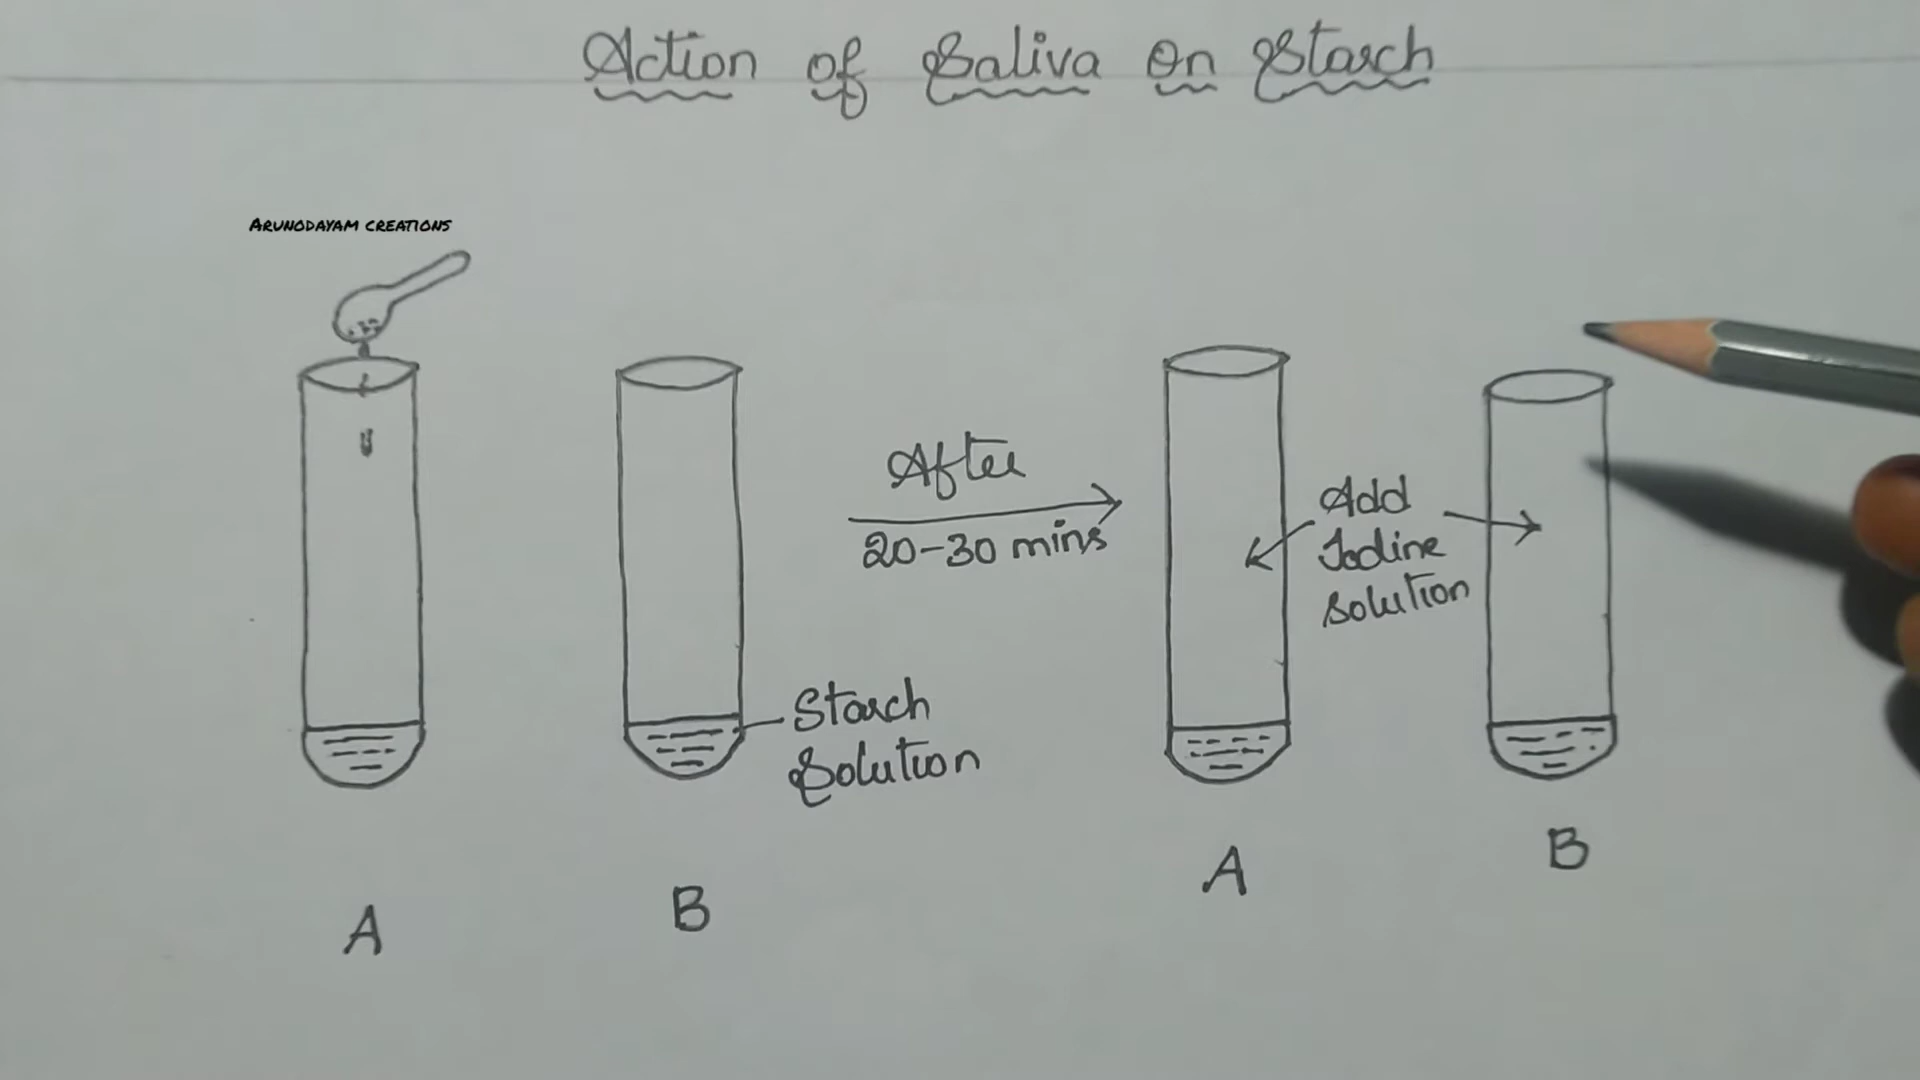 Action of Saliva On Starch
ARUNODAYAM CREATIONS
After
20-30 mins
Add
Iodine
solution
Starch
Solution
A
B
A
B